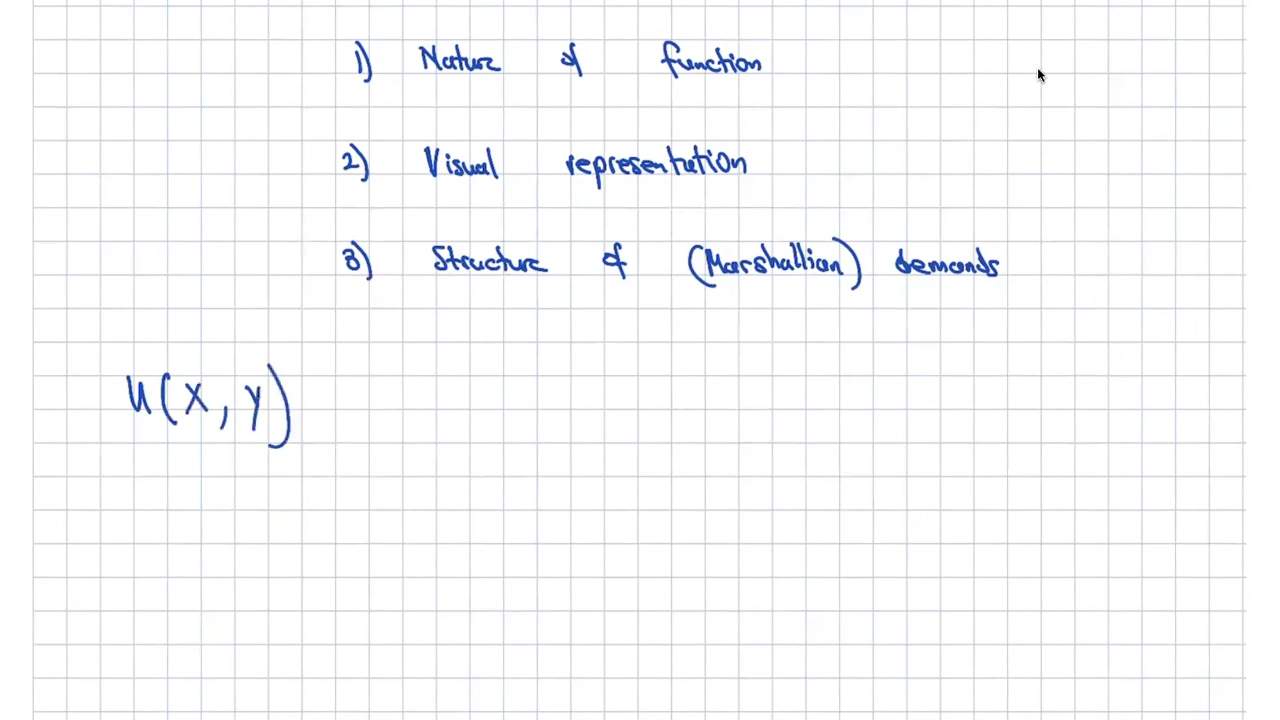 1) Nature of function
2) Visual representation
3) Structure of (Marshallian) demands
u(x, y)